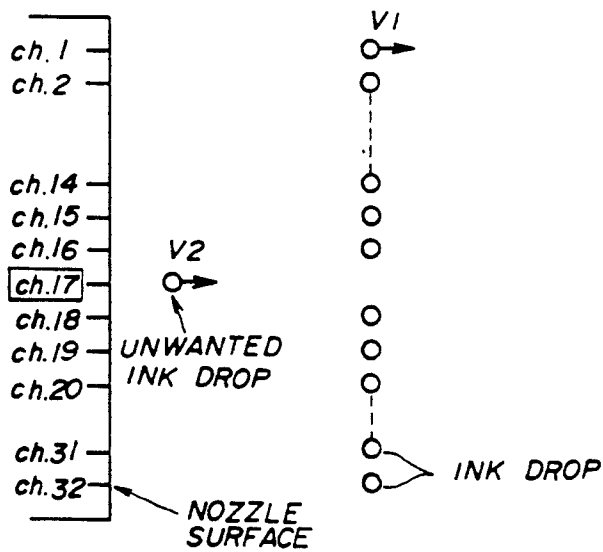 V1
ch.1
ch.2
ch.14
ch.15
ch.16
V2
ch.17
ch.18
UNWANTED
INK DROP
ch.19
ch.20
ch.31
INK DROP
ch.32
NOZZLE
SURFACE